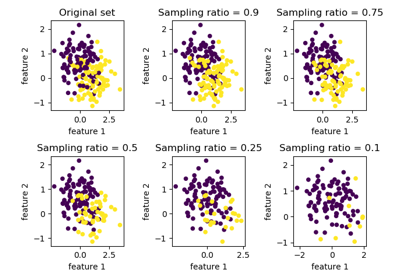 Original set
Sampling ratio = 0.9
Sampling ratio = 0.75
feature 2
2
1
0
−1
0.0
2.5
feature 1
feature 2
2
1
0
−1
0.0
2.5
feature 1
feature 2
2
1
0
−1
0.0
2.5
feature 1
Sampling ratio = 0.5
Sampling ratio = 0.25
Sampling ratio = 0.1
feature 2
2
1
0
−1
0.0
2.5
feature 1
feature 2
2
1
0
−1
0.0
2.5
feature 1
feature 2
2
1
0
−1
−2
0
2
feature 1